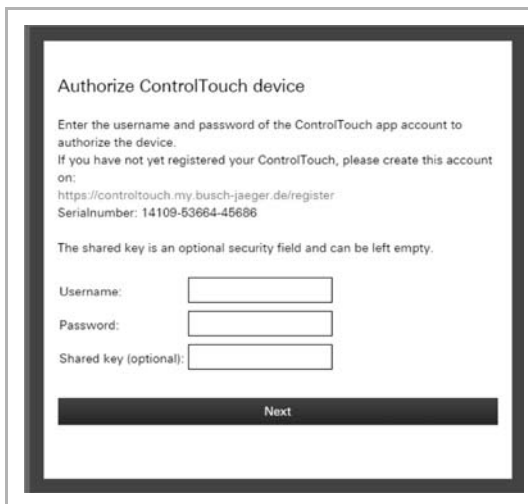 Authorize ControlTouch device
Enter the username and password of the ControlTouch app account to
authorize the device.
If you have not yet registered your ControlTouch, please create this account
on:
https://controltouch.my.busch-jaeger.de/register
Serialnumber: 14109-53664-45686
The shared key is an optional security field and can be left empty.
Username:
Password:
Shared key (optional):
Next